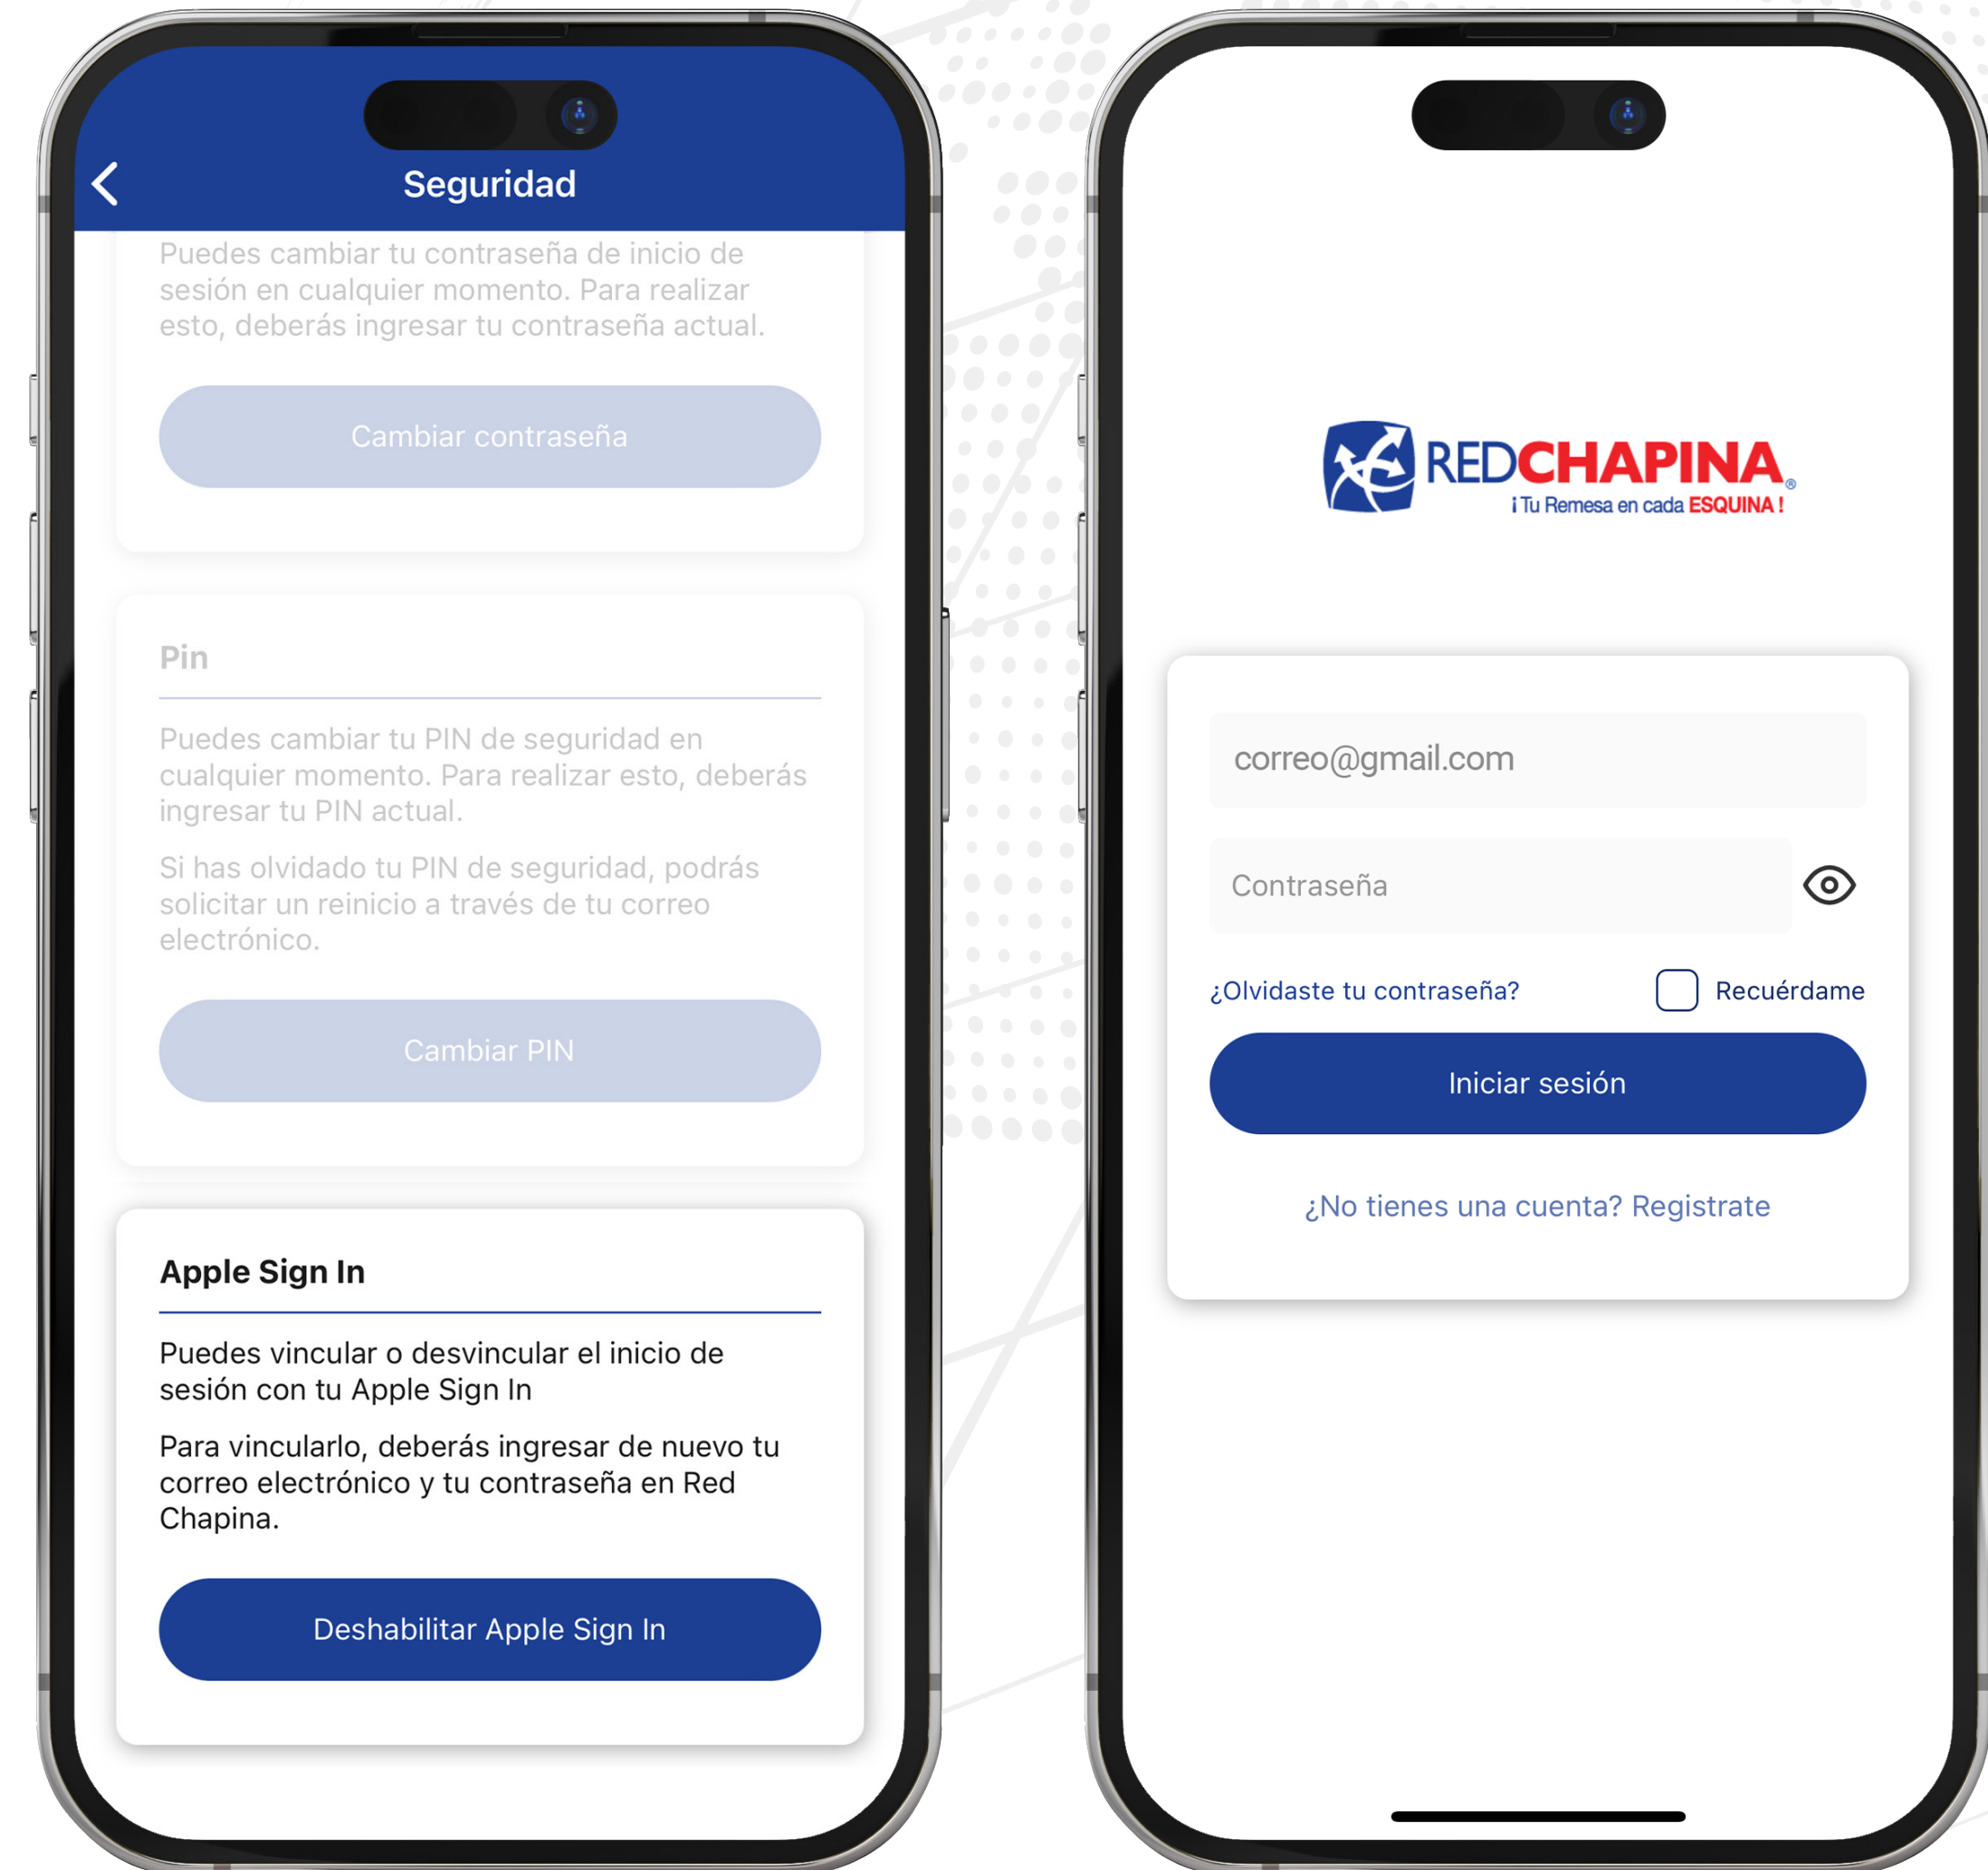 Seguridad
Puedes cambiar tu contraseña de inicio de
sesión en cualquier momento. Para realizar
esto, deberás ingresar tu contraseña actual.
Cambiar contraseña
Pin
Puedes cambiar tu PIN de seguridad en
cualquier momento. Para realizar esto, deberás
ingresar tu PIN actual.
Si has olvidado tu PIN de seguridad, podrás
solicitar un reinicio a través de tu correo
electrónico.
Cambiar PIN
Apple Sign In
Puedes vincular o desvincular el inicio de
sesión con tu Apple Sign In
Para vincularlo, deberás ingresar de nuevo tu
correo electrónico y tu contraseña en Red
Chapina.
Deshabilitar Apple Sign In
REDCHAPINA®
¡Tu Remesa en cada ESQUINA!
correo@gmail.com
Contraseña
¿Olvidaste tu contraseña? Recuérdame
Iniciar sesión
¿No tienes una cuenta? Registrate